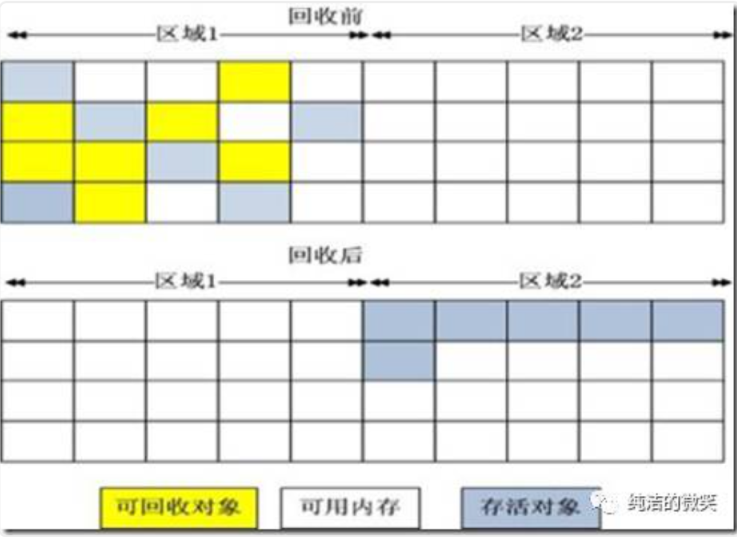 回收前
区域1 区域2
回收后
区域1 区域2
可回收对象 可用内存 存活对象
纯洁的微笑